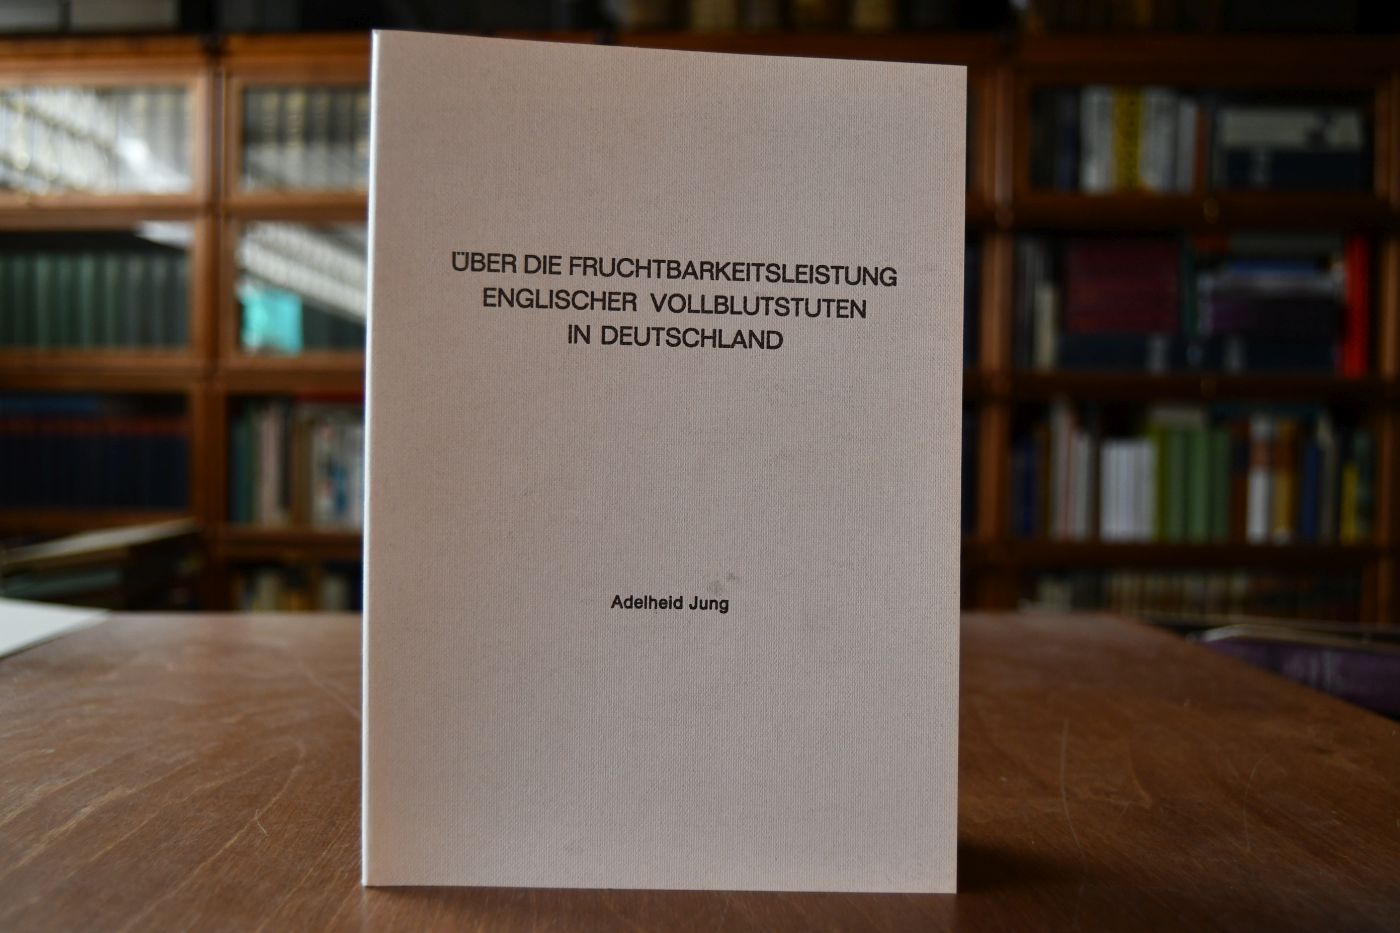 ÜBER DIE FRUCHTBARKEITSLEISTUNG
ENGLISCHER VOLLBLUTSTUTEN
IN DEUTSCHLAND
Adelheid Jung